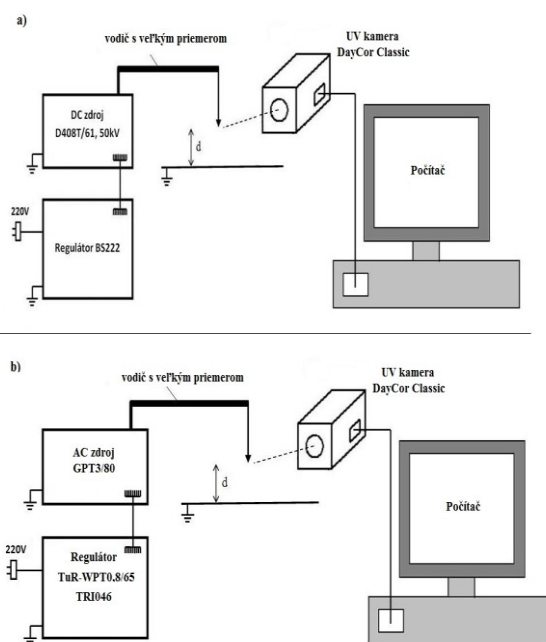 a)
vodič s veľkým priemerom
UV kamera
DayCor Classic
DC zdroj
D408T/61, 50kV
d
Počítač
220V
Regulátor BS222
b)
vodič s veľkým priemerom
UV kamera
DayCor Classic
AC zdroj
GPT3/80
d
Počítač
220V
Regulátor
TuR-WPT0.8/65
TRI046